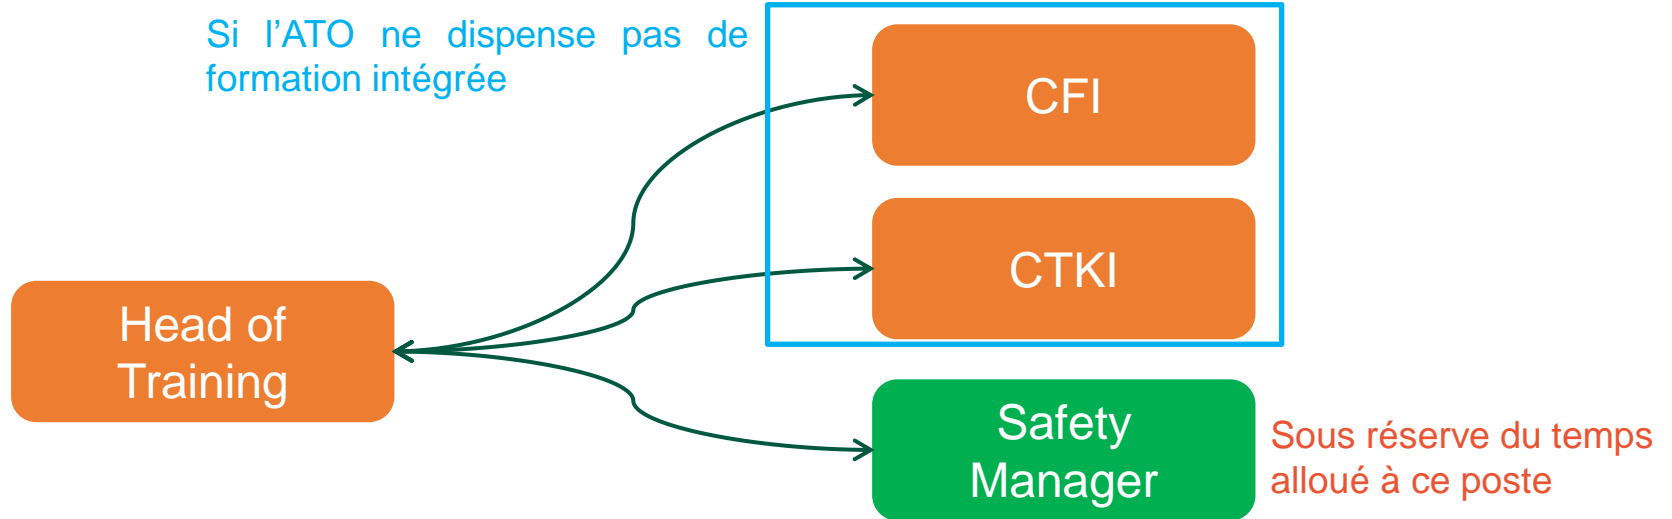 Si l’ATO ne dispense pas de
formation intégrée
CFI
CTKI
Head of
Training
Safety
Manager
Sous réserve du temps
alloué à ce poste